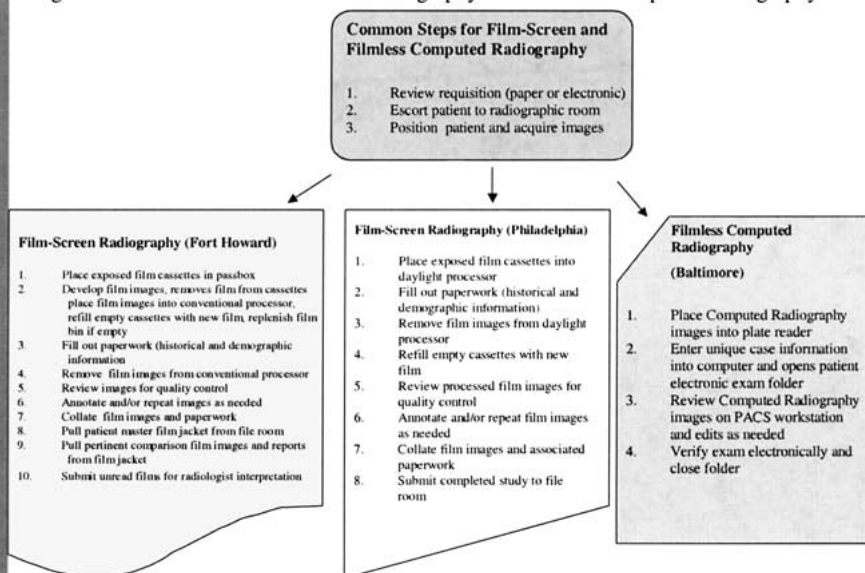 Common Steps for Film-Screen and
Filmless Computed Radiography
1. Review requisition (paper or electronic)
2. Escort patient to radiographic room
3. Position patient and acquire images
Film-Screen Radiography (Fort Howard)
1. Place exposed film cassettes in passbox
2. Develop film images, removes film from cassettes
place film images into conventional processor,
refill empty cassettes with new film, replenish film
bin if empty
3. Fill out paperwork (historical and demographic
information
4. Remove film images from conventional processor
5. Review images for quality control
6. Annotate and/or repeat images as needed
7. Collate film images and paperwork
8. Pull patient master film jacket from file room
9. Pull pertinent comparison film images and reports
from film jacket
10. Submit unread films for radiologist interpretation
Film-Screen Radiography (Philadelphia)
1. Place exposed film cassettes into
daylight processor
2. Fill out paperwork (historical and
demographic information)
3. Remove film images from daylight
processor
4. Refill empty cassettes with new
film
5. Review processed film images for
quality control
6. Annotate and/or repeat film images
as needed
7. Collate film images and associated
paperwork
8. Submit completed study to file
room
Filmless Computed
Radiography
(Baltimore)
1. Place Computed Radiography
images into plate reader
2. Enter unique case information
into computer and opens patient
electronic exam folder
3. Review Computed Radiography
images on PACS workstation
and edits as needed
4. Verify exam electronically and
close folder